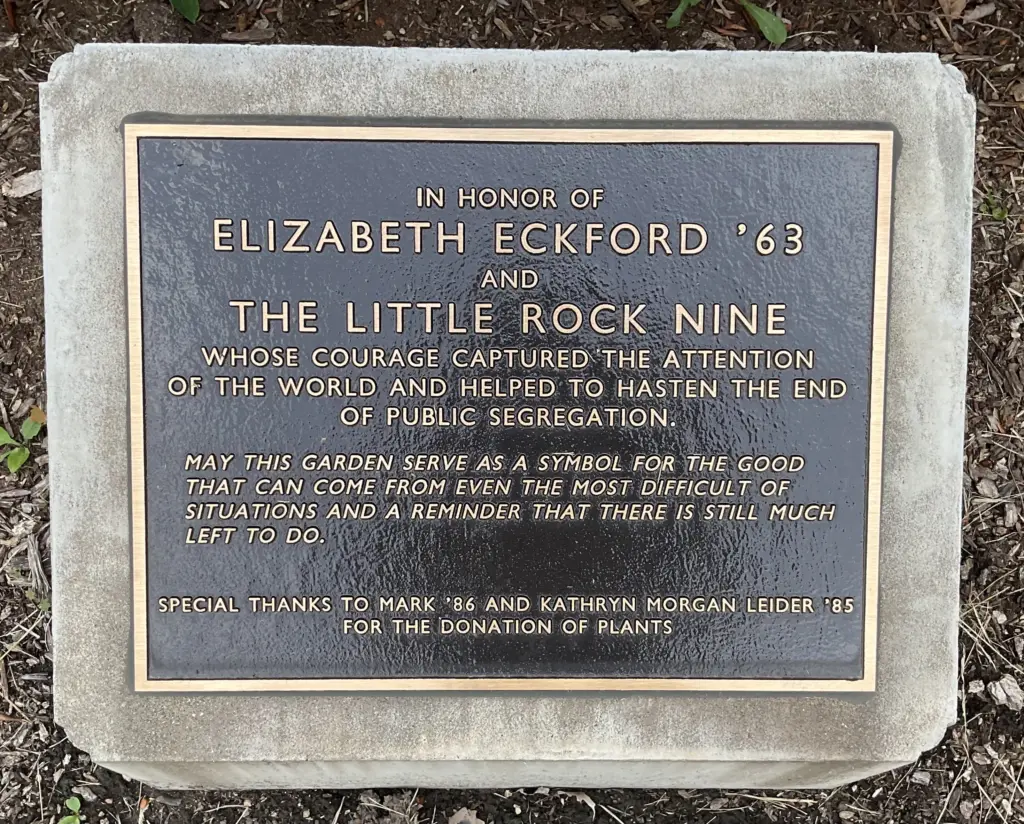 IN HONOR OF
ELIZABETH ECKFORD ’63
AND
THE LITTLE ROCK NINE
WHOSE COURAGE CAPTURED THE ATTENTION
OF THE WORLD AND HELPED TO HASTEN THE END
OF PUBLIC SEGREGATION.
MAY THIS GARDEN SERVE AS A SYMBOL FOR THE GOOD
THAT CAN COME FROM EVEN THE MOST DIFFICULT OF
SITUATIONS AND A REMINDER THAT THERE IS STILL MUCH
LEFT TO DO.
SPECIAL THANKS TO MARK ’86 AND KATHRYN MORGAN LEIDER ’85
FOR THE DONATION OF PLANTS